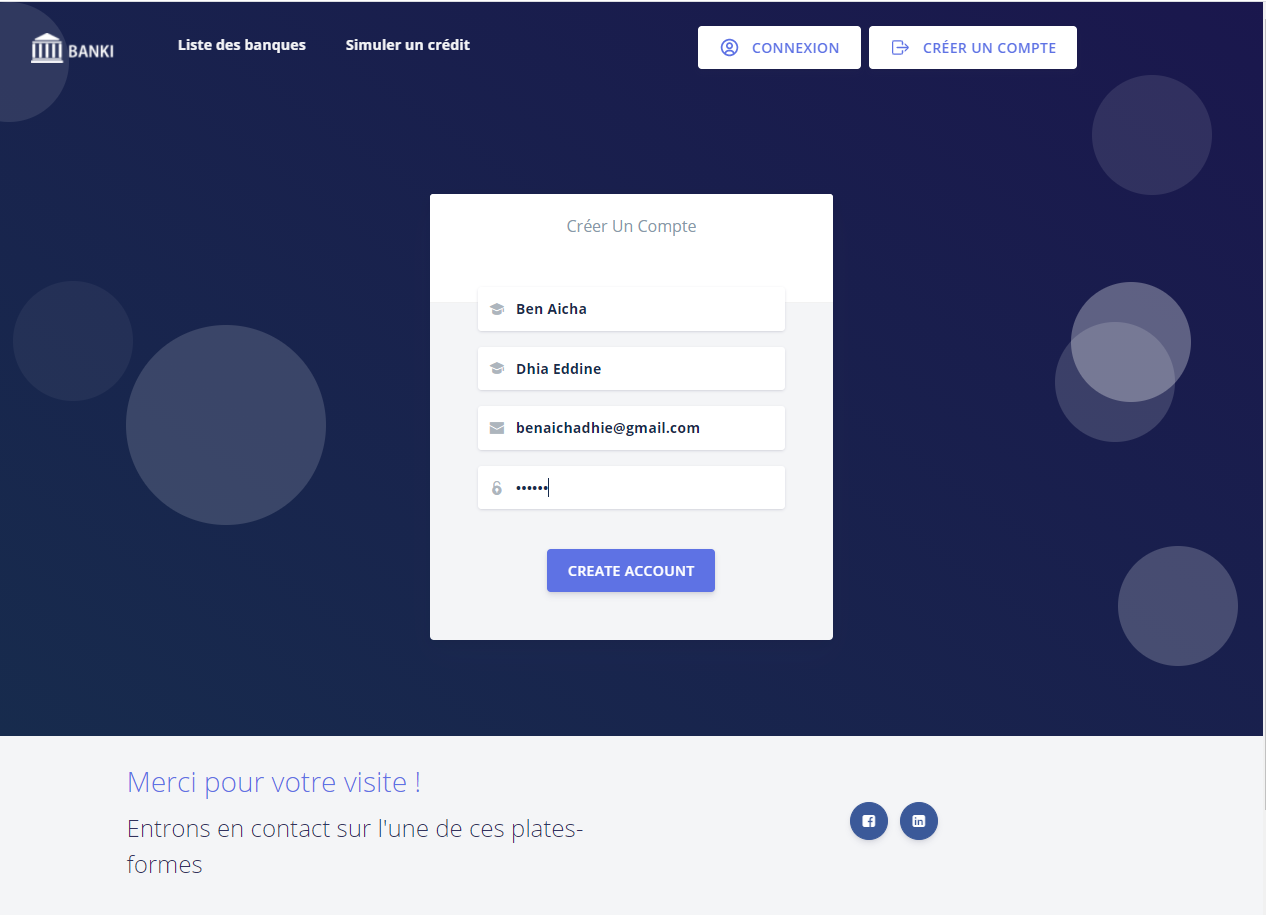 BANKI
Liste des banques
Simuler un crédit
CONNEXION
CRÉER UN COMPTE
Créer Un Compte
Ben Aicha
Dhia Eddine
benaichadhie@gmail.com
••••••
CREATE ACCOUNT
Merci pour votre visite !
Entrons en contact sur l'une de ces plates-
formes